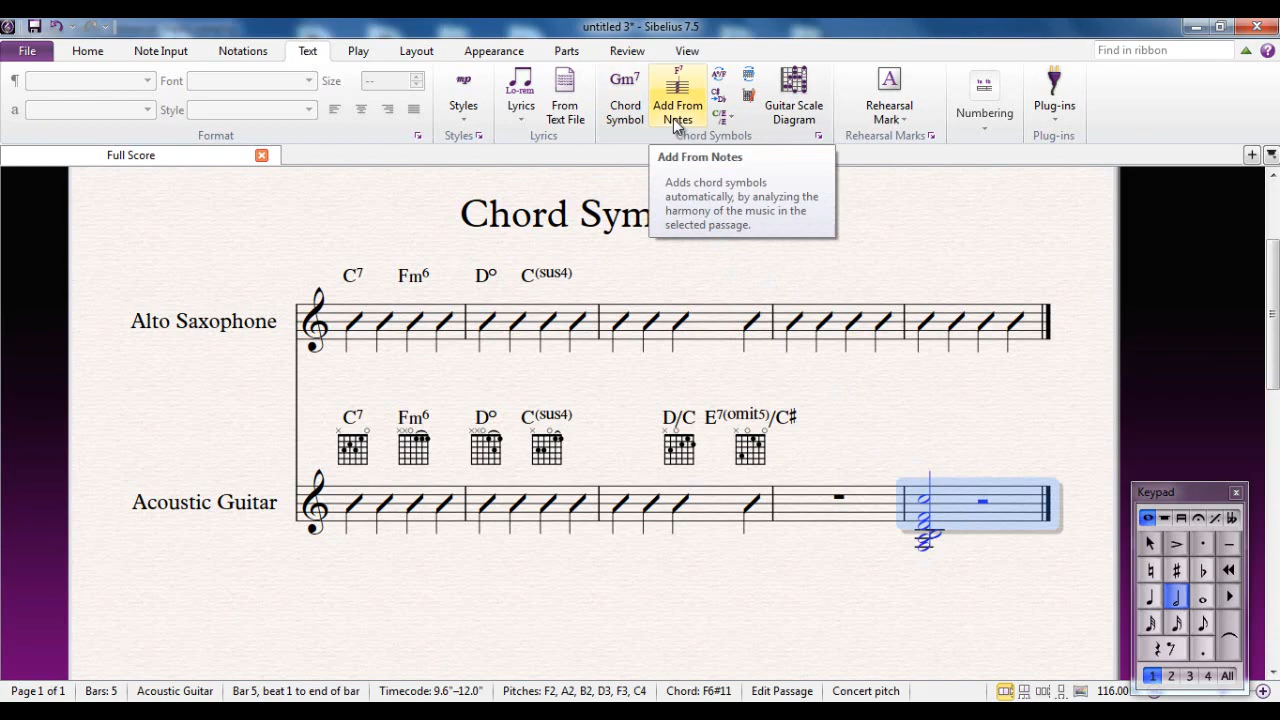 untitled 3* - Sibelius 7.5
File Home Note Input Notations Text Play Layout Appearance Parts Review View Find in ribbon
¶ Font Size --
a Style
Format
mp
Styles
Styles
Lo-rem
Lyrics
From
Text File
Lyrics
Gm7
Chord
Symbol
F7
Add From
Notes
Guitar Scale
Diagram
Chord Symbols
A
Rehearsal
Mark
Rehearsal Marks
Numbering
Plug-ins
Plug-ins
Full Score
Add From Notes
Adds chord symbols
automatically, by analyzing the
harmony of the music in the
selected passage.
Chord Sym
C7 Fm6 D° C(sus4)
Alto Saxophone
C7 Fm6 D° C(sus4) D/C E7(omit5)/C♯
Acoustic Guitar
Keypad
1 2 3 4 All
Page 1 of 1 Bars: 5 Acoustic Guitar Bar 5, beat 1 to end of bar Timecode: 9.6"–12.0" Pitches: F2, A2, B2, D3, F3, C4 Chord: F6#11 Edit Passage Concert pitch 116.00